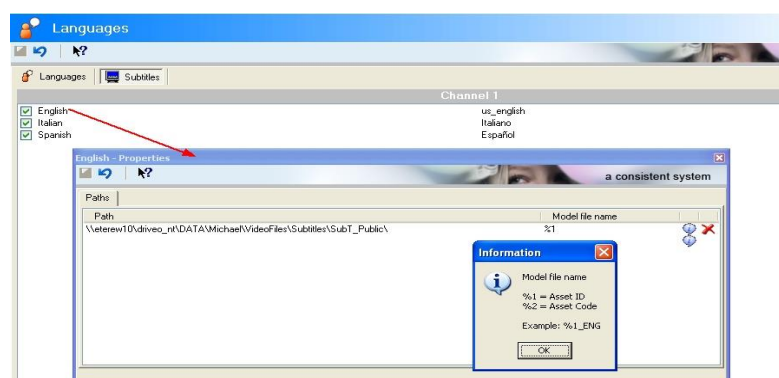 Languages
Languages Subtitles
Channel 1
English us_english
Italian Italiano
Spanish Español
English - Properties
a consistent system
Paths
Path Model file name
\\eterew10\driveo_nt\DATA\Michael\VideoFiles\Subtitles\SubT_Public\ %1
Information
Model file name
%1 = Asset ID
%2 = Asset Code
Example: %1_ENG
OK